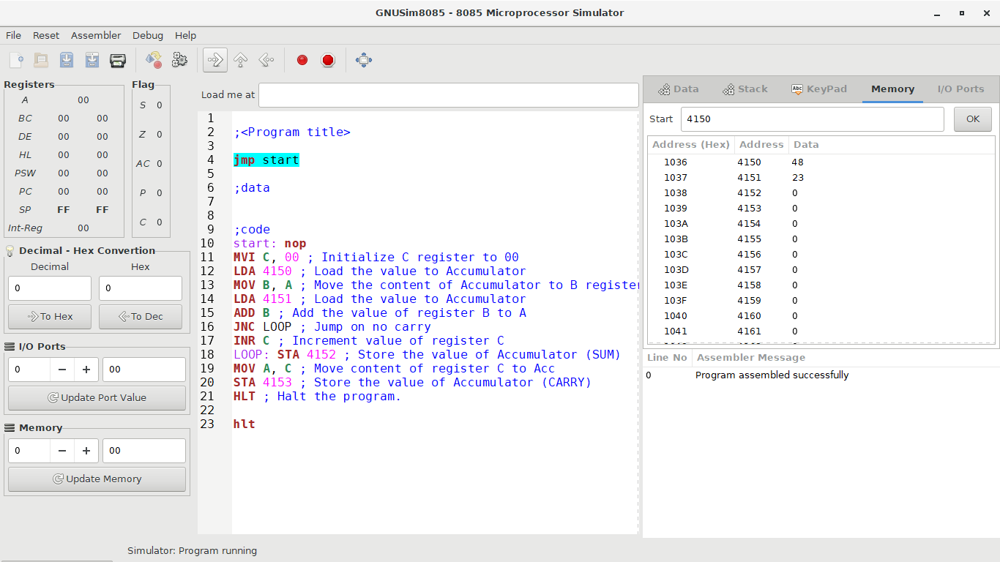 GNUSim8085 - 8085 Microprocessor Simulator
File Reset Assembler Debug Help
Registers
A 00
BC 00 00
DE 00 00
HL 00 00
PSW 00 00
PC 00 00
SP FF FF
Int-Reg 00
Flag
S 0
Z 0
AC 0
P 0
C 0
Decimal - Hex Convertion
Decimal Hex
0 0
To Hex To Dec
I/O Ports
0 − + 00
Update Port Value
Memory
0 − + 00
Update Memory
Load me at
1
2 ;<Program title>
3
4 jmp start
5
6 ;data
7
8
9 ;code
10 start: nop
11 MVI C, 00 ; Initialize C register to 00
12 LDA 4150 ; Load the value to Accumulator
13 MOV B, A ; Move the content of Accumulator to B register
14 LDA 4151 ; Load the value to Accumulator
15 ADD B ; Add the value of register B to A
16 JNC LOOP ; Jump on no carry
17 INR C ; Increment value of register C
18 LOOP: STA 4152 ; Store the value of Accumulator (SUM)
19 MOV A, C ; Move content of register C to Acc
20 STA 4153 ; Store the value of Accumulator (CARRY)
21 HLT ; Halt the program.
22
23 hlt
Data Stack Abc KeyPad Memory I/O Ports
Start 4150 OK
Address (Hex) Address Data
1036 4150 48
1037 4151 23
1038 4152 0
1039 4153 0
103A 4154 0
103B 4155 0
103C 4156 0
103D 4157 0
103E 4158 0
103F 4159 0
1040 4160 0
1041 4161 0
Line No Assembler Message
0 Program assembled successfully
Simulator: Program running